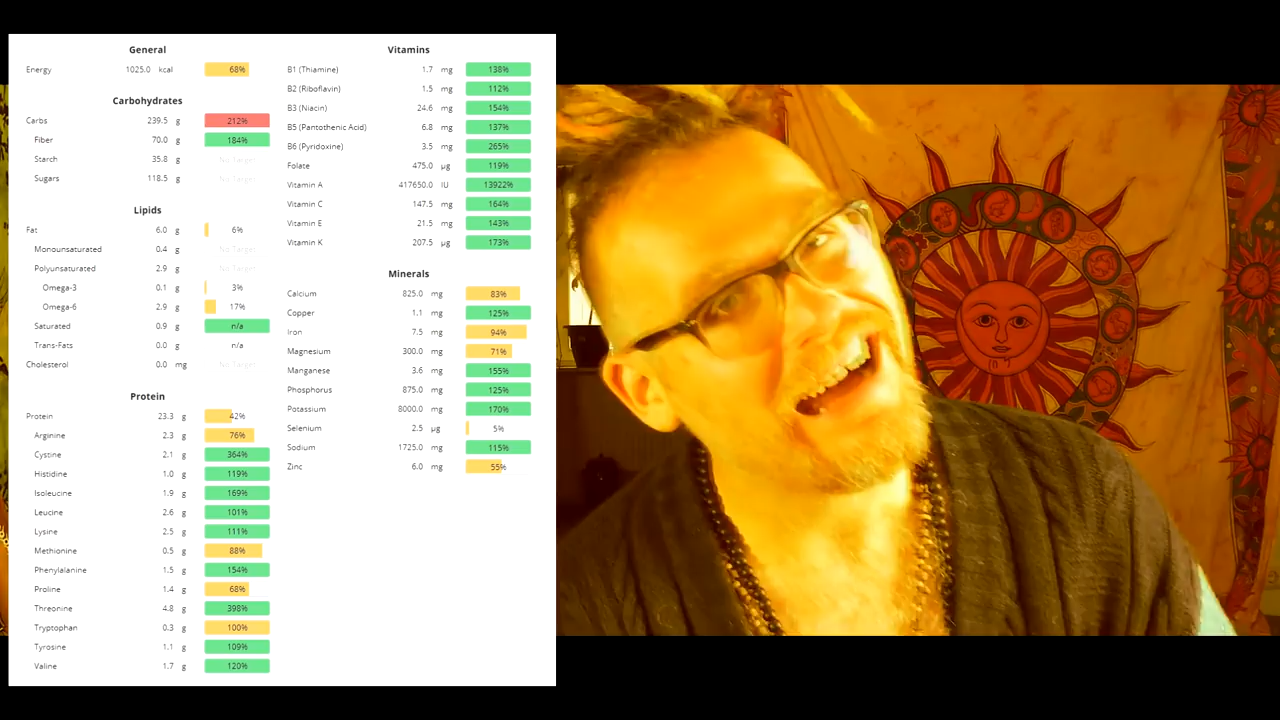 General
Energy 1025.0 kcal 68%
Carbohydrates
Carbs 239.5 g 212%
Fiber 70.0 g 184%
Starch 35.8 g No Target
Sugars 118.5 g No Target
Lipids
Fat 6.0 g 6%
Monounsaturated 0.4 g No Target
Polyunsaturated 2.9 g No Target
Omega-3 0.1 g 3%
Omega-6 2.9 g 17%
Saturated 0.9 g n/a
Trans-Fats 0.0 g n/a
Cholesterol 0.0 mg No Target
Protein
Protein 23.3 g 42%
Arginine 2.3 g 76%
Cystine 2.1 g 364%
Histidine 1.0 g 119%
Isoleucine 1.9 g 169%
Leucine 2.6 g 101%
Lysine 2.5 g 111%
Methionine 0.5 g 88%
Phenylalanine 1.5 g 154%
Proline 1.4 g 68%
Threonine 4.8 g 398%
Tryptophan 0.3 g 100%
Tyrosine 1.1 g 109%
Valine 1.7 g 120%
Vitamins
B1 (Thiamine) 1.7 mg 138%
B2 (Riboflavin) 1.5 mg 112%
B3 (Niacin) 24.6 mg 154%
B5 (Pantothenic Acid) 6.8 mg 137%
B6 (Pyridoxine) 3.5 mg 265%
Folate 475.0 µg 119%
Vitamin A 417650.0 IU 13922%
Vitamin C 147.5 mg 164%
Vitamin E 21.5 mg 143%
Vitamin K 207.5 µg 173%
Minerals
Calcium 825.0 mg 83%
Copper 1.1 mg 125%
Iron 7.5 mg 94%
Magnesium 300.0 mg 71%
Manganese 3.6 mg 155%
Phosphorus 875.0 mg 125%
Potassium 8000.0 mg 170%
Selenium 2.5 µg 5%
Sodium 1725.0 mg 115%
Zinc 6.0 mg 55%